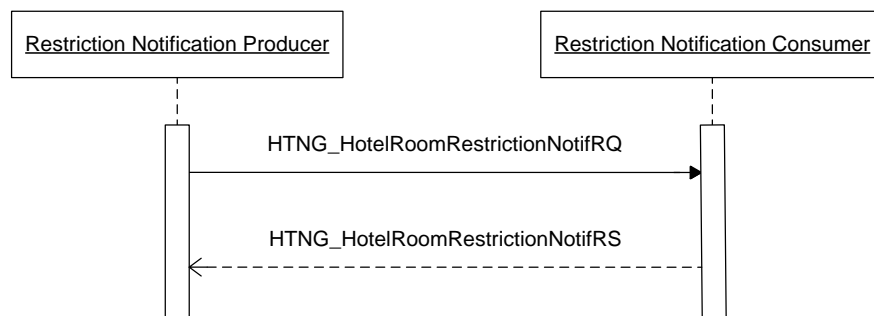 Restriction Notification Producer
Restriction Notification Consumer
HTNG_HotelRoomRestrictionNotifRQ
HTNG_HotelRoomRestrictionNotifRS